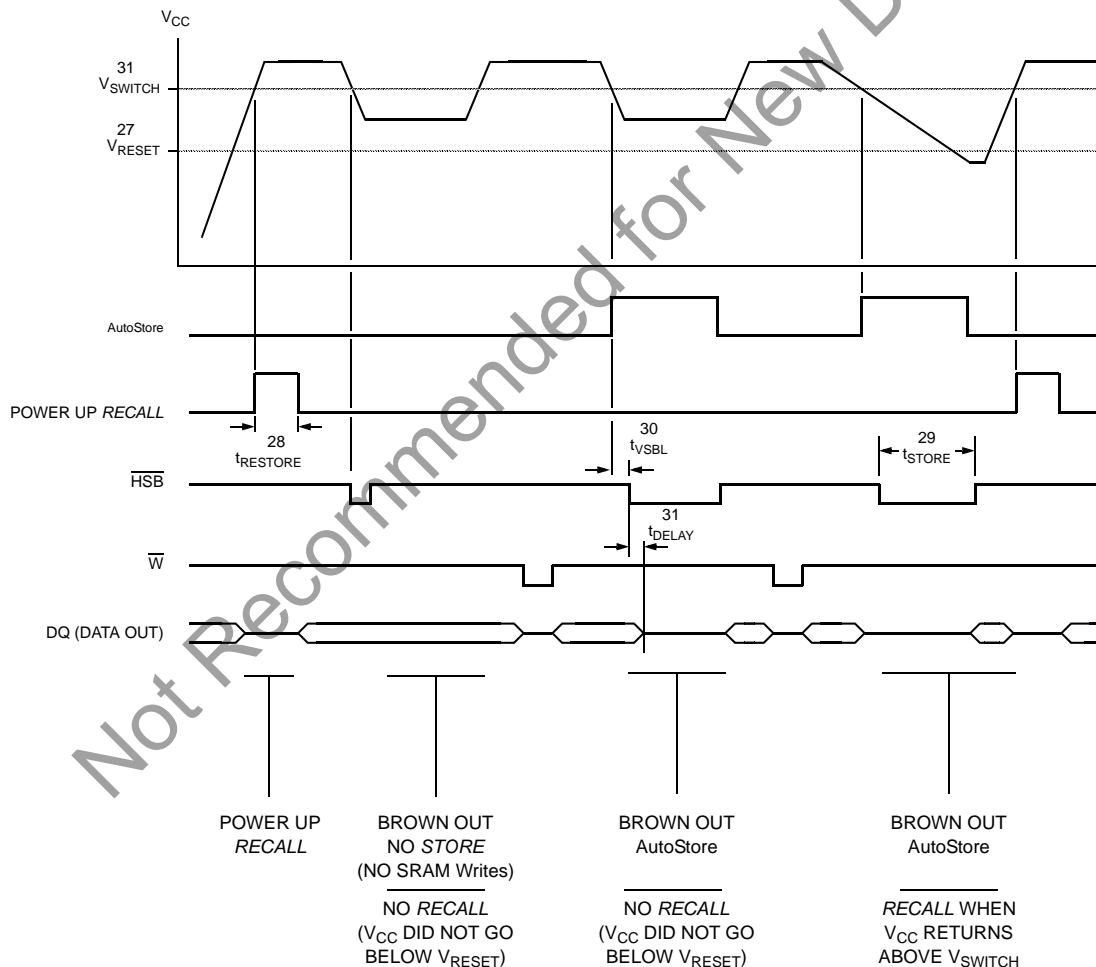 VCC
31
VSWITCH
27
VRESET
AutoStore
POWER UP RECALL
28
tRESTORE
30
tVSBL
29
tSTORE
HSB
31
tDELAY
W
DQ (DATA OUT)
POWER UP
RECALL
BROWN OUT
NO STORE
(NO SRAM Writes)
NO RECALL
(VCC DID NOT GO
BELOW VRESET)
BROWN OUT
AutoStore
NO RECALL
(VCC DID NOT GO
BELOW VRESET)
BROWN OUT
AutoStore
RECALL WHEN
VCC RETURNS
ABOVE VSWITCH
Not Recommended for New D